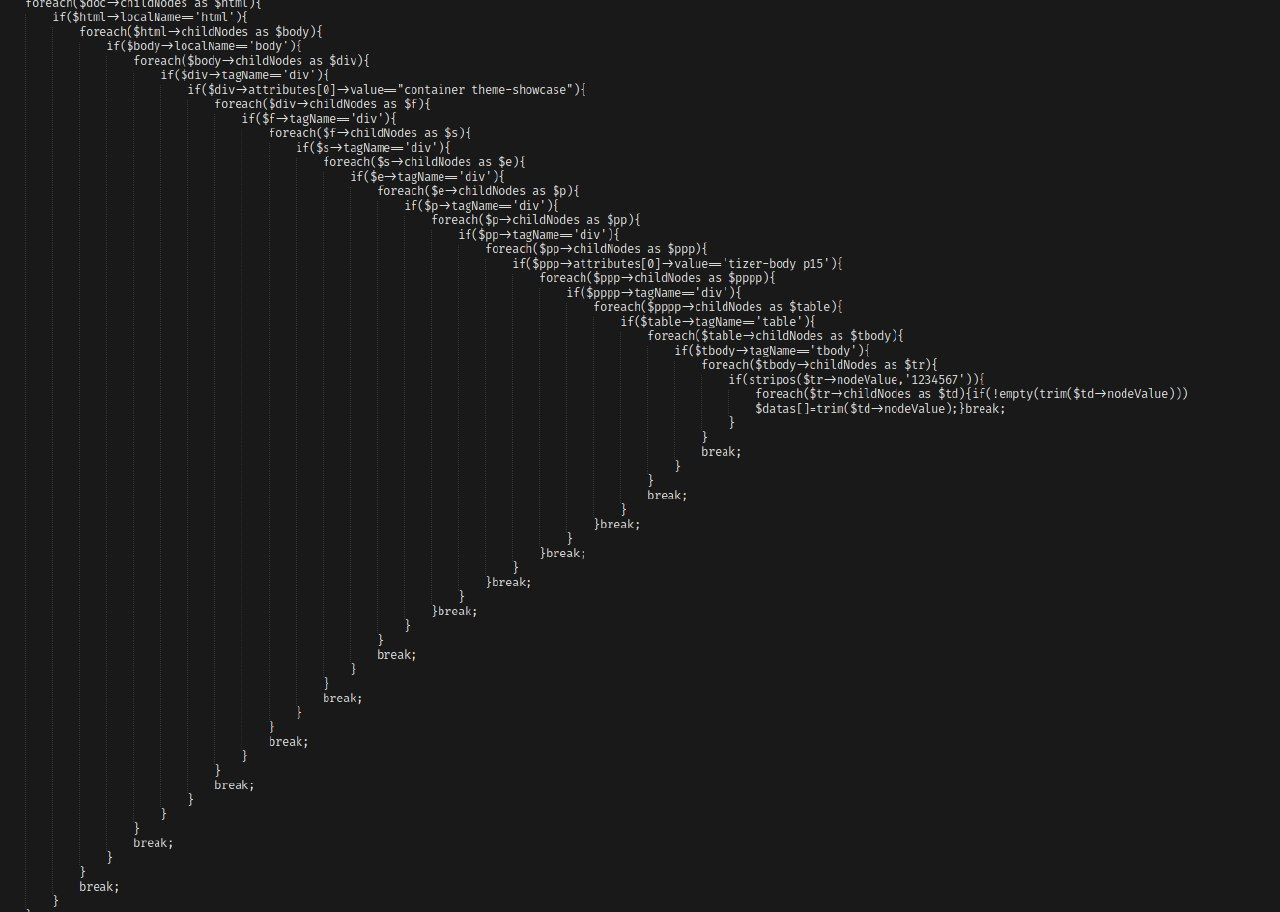 foreach($doc->childNodes as $html){
if($html->localName=='html'){
foreach($html->childNodes as $body){
if($body->localName=='body'){
foreach($body->childNodes as $div){
if($div->tagName=='div'){
if($div->attributes[0]->value=="container theme-showcase"){
foreach($div->childNodes as $f){
if($f->tagName=='div'){
foreach($f->childNodes as $s){
if($s->tagName=='div'){
foreach($s->childNodes as $e){
if($e->tagName=='div'){
foreach($e->childNodes as $p){
if($p->tagName=='div'){
foreach($p->childNodes as $pp){
if($pp->tagName=='div'){
foreach($pp->childNodes as $ppp){
if($ppp->attributes[0]->value=='tizer-body p15'){
foreach($ppp->childNodes as $pppp){
if($pppp->tagName=='div'){
foreach($pppp->childNodes as $table){
if($table->tagName=='table'){
foreach($table->childNodes as $tbody){
if($tbody->tagName=='tbody'){
foreach($tbody->childNodes as $tr){
if(stripos($tr->nodeValue,'1234567')){
foreach($tr->childNodes as $td){if(!empty(trim($td->nodeValue)))
$datas[]=trim($td->nodeValue);}break;
}
}
break;
}
}
break;
}
}break;
}
}break;
}
}break;
}
}break;
}
}
break;
}
}
break;
}
}
break;
}
}
break;
}
}
}
break;
}
}
break;
}
}